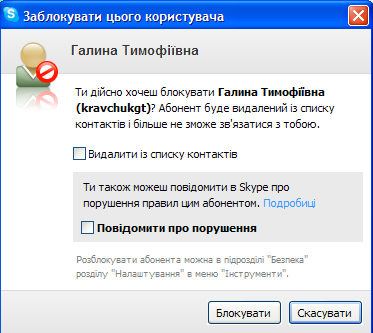 Заблокувати цього користувача
Галина Тимофіївна
Ти дійсно хочеш блокувати Галина Тимофіївна
(kravchukgt)? Абонент буде видалений із списку
контактів і більше не зможе зв'язатися з тобою.
Видалити із списку контактів
Ти також можеш повідомити в Skype про
порушення правил цим абонентом. Подробиці
Повідомити про порушення
Розблокувати абонента можна в підрозділі "Безпека"
розділу "Налаштування" в меню "Інструменти".
Блокувати
Скасувати